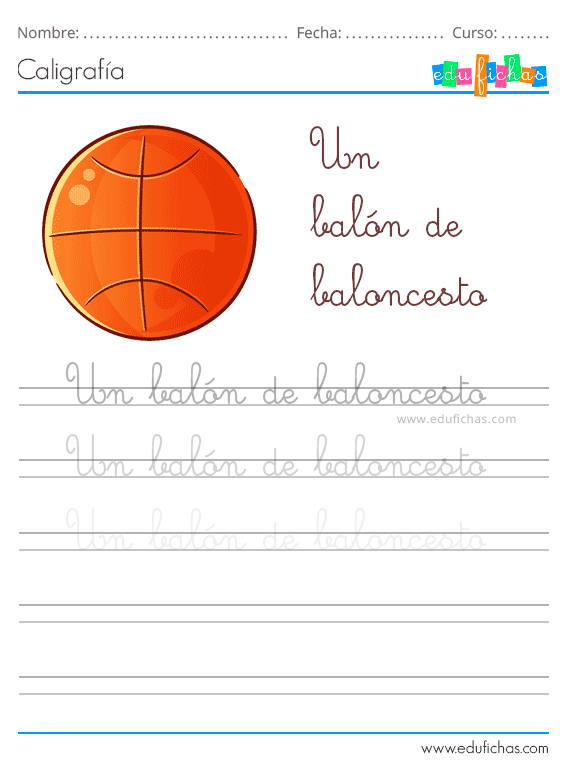 Nombre: ................................ Fecha: ............... Curso: ........
Caligrafía
edufichas
Un
balón de
baloncesto
Un balón de baloncesto
www.edufichas.com
Un balón de baloncesto
Un balón de baloncesto
www.edufichas.com